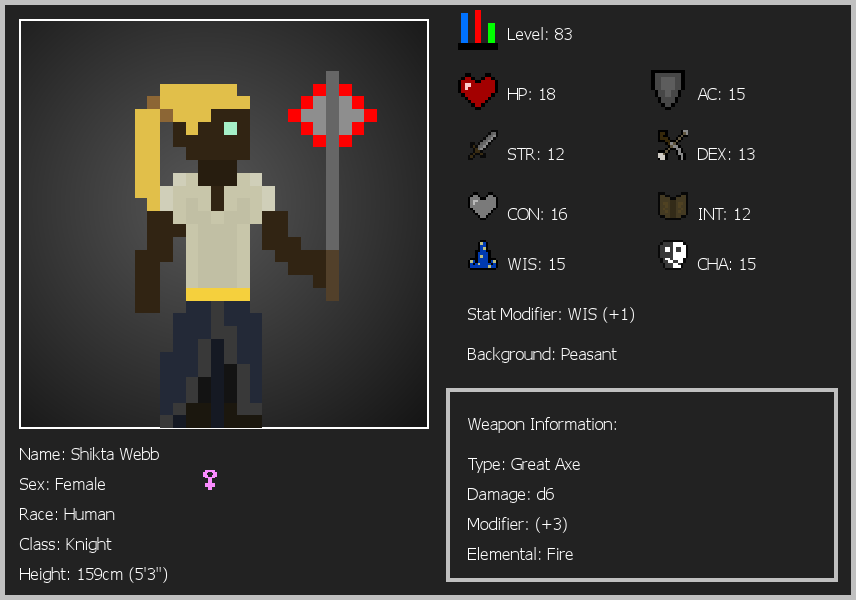 Level: 83
HP: 18
AC: 15
STR: 12
DEX: 13
CON: 16
INT: 12
WIS: 15
CHA: 15
Stat Modifier: WIS (+1)
Background: Peasant
Weapon Information:
Type: Great Axe
Damage: d6
Modifier: (+3)
Elemental: Fire
Name: Shikta Webb
Sex: Female
Race: Human
Class: Knight
Height: 159cm (5'3")